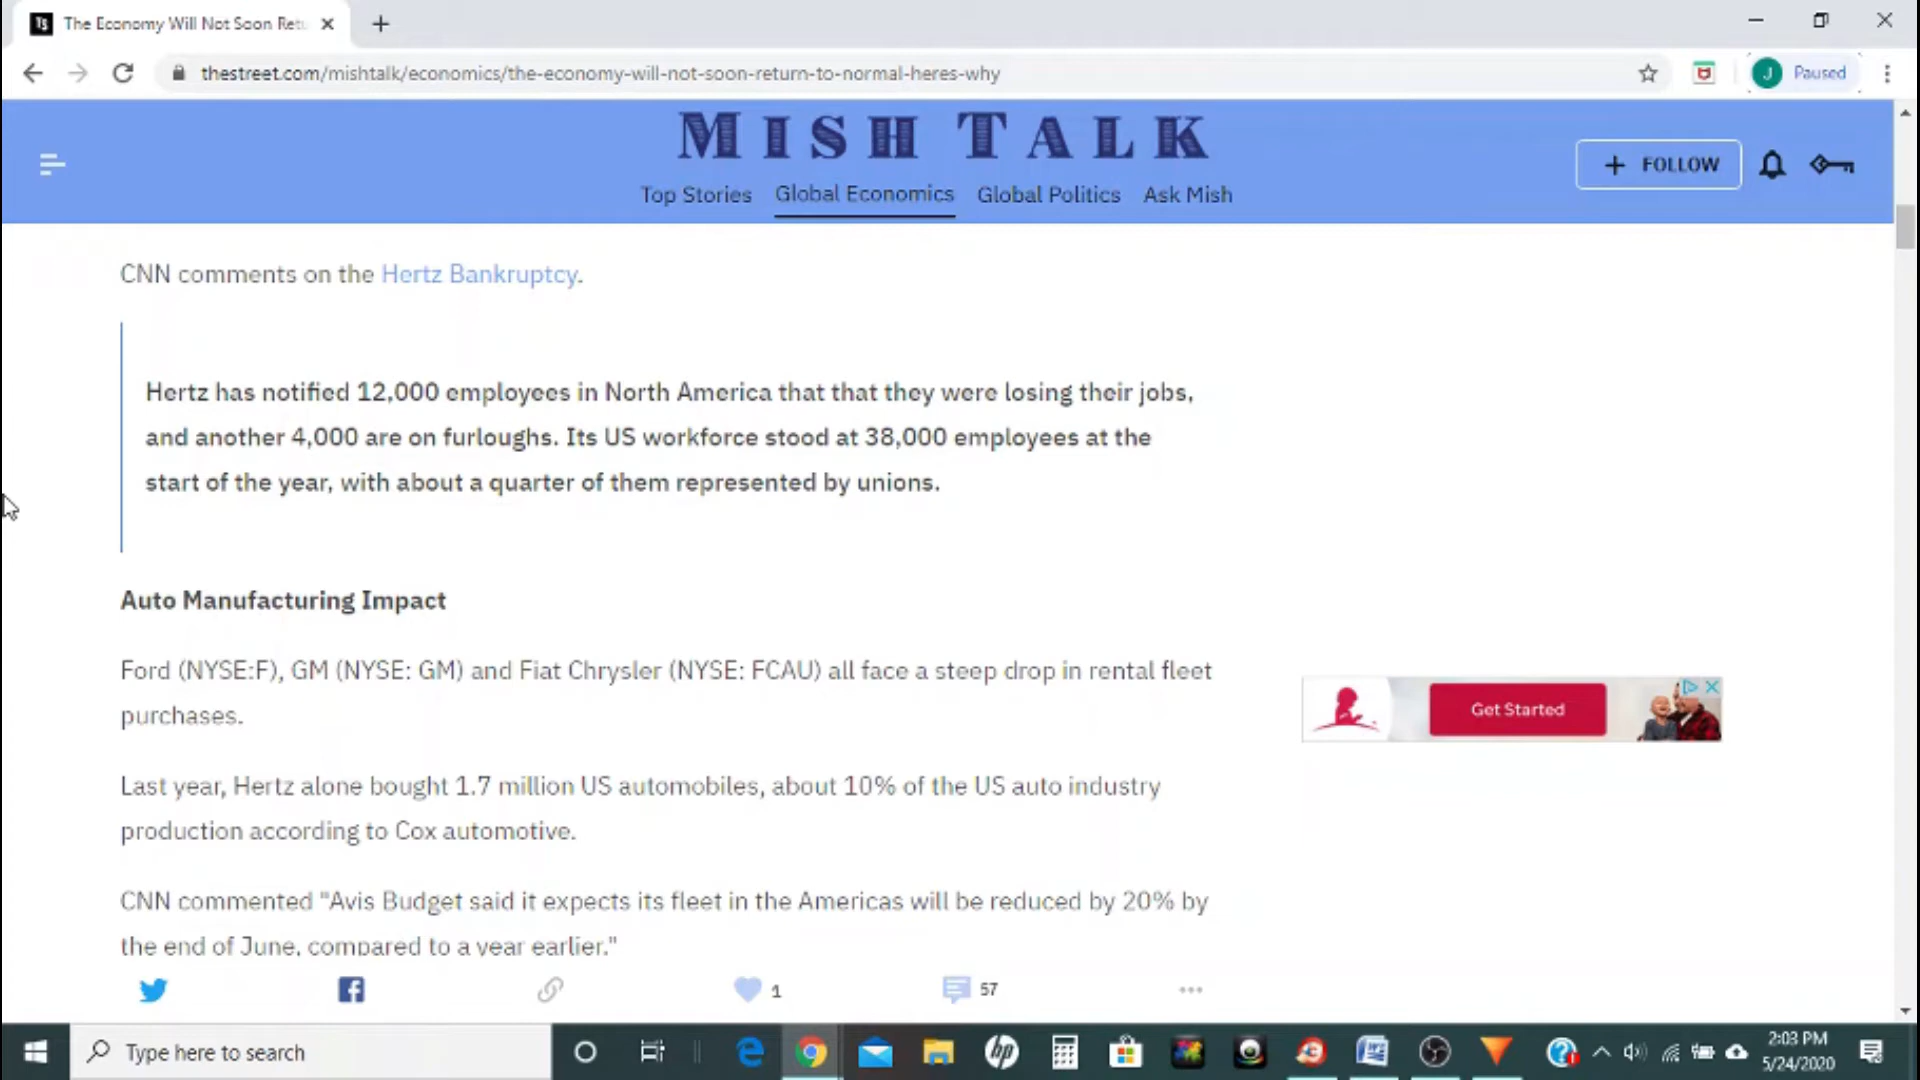 The Economy Will Not Soon Retu
thestreet.com/mishtalk/economics/the-economy-will-not-soon-return-to-normal-heres-why
J Paused
MISH TALK
Top Stories Global Economics Global Politics Ask Mish
+ FOLLOW
CNN comments on the Hertz Bankruptcy.
Hertz has notified 12,000 employees in North America that that they were losing their jobs,
and another 4,000 are on furloughs. Its US workforce stood at 38,000 employees at the
start of the year, with about a quarter of them represented by unions.
Auto Manufacturing Impact
Ford (NYSE:F), GM (NYSE: GM) and Fiat Chrysler (NYSE: FCAU) all face a steep drop in rental fleet
purchases.
Get Started
Last year, Hertz alone bought 1.7 million US automobiles, about 10% of the US auto industry
production according to Cox automotive.
CNN commented "Avis Budget said it expects its fleet in the Americas will be reduced by 20% by
the end of June, compared to a year earlier."
1
57
Type here to search
hp
2:03 PM
5/24/2020